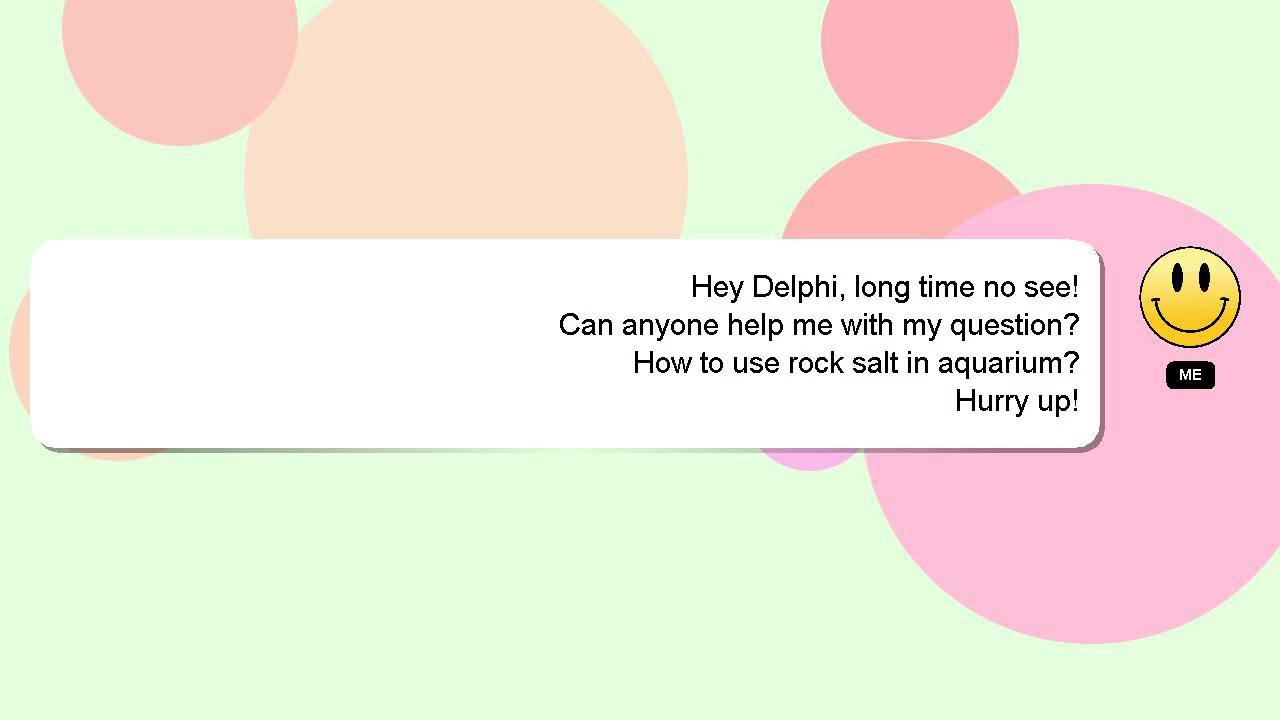 Hey Delphi, long time no see!
Can anyone help me with my question?
How to use rock salt in aquarium?
Hurry up!
ME